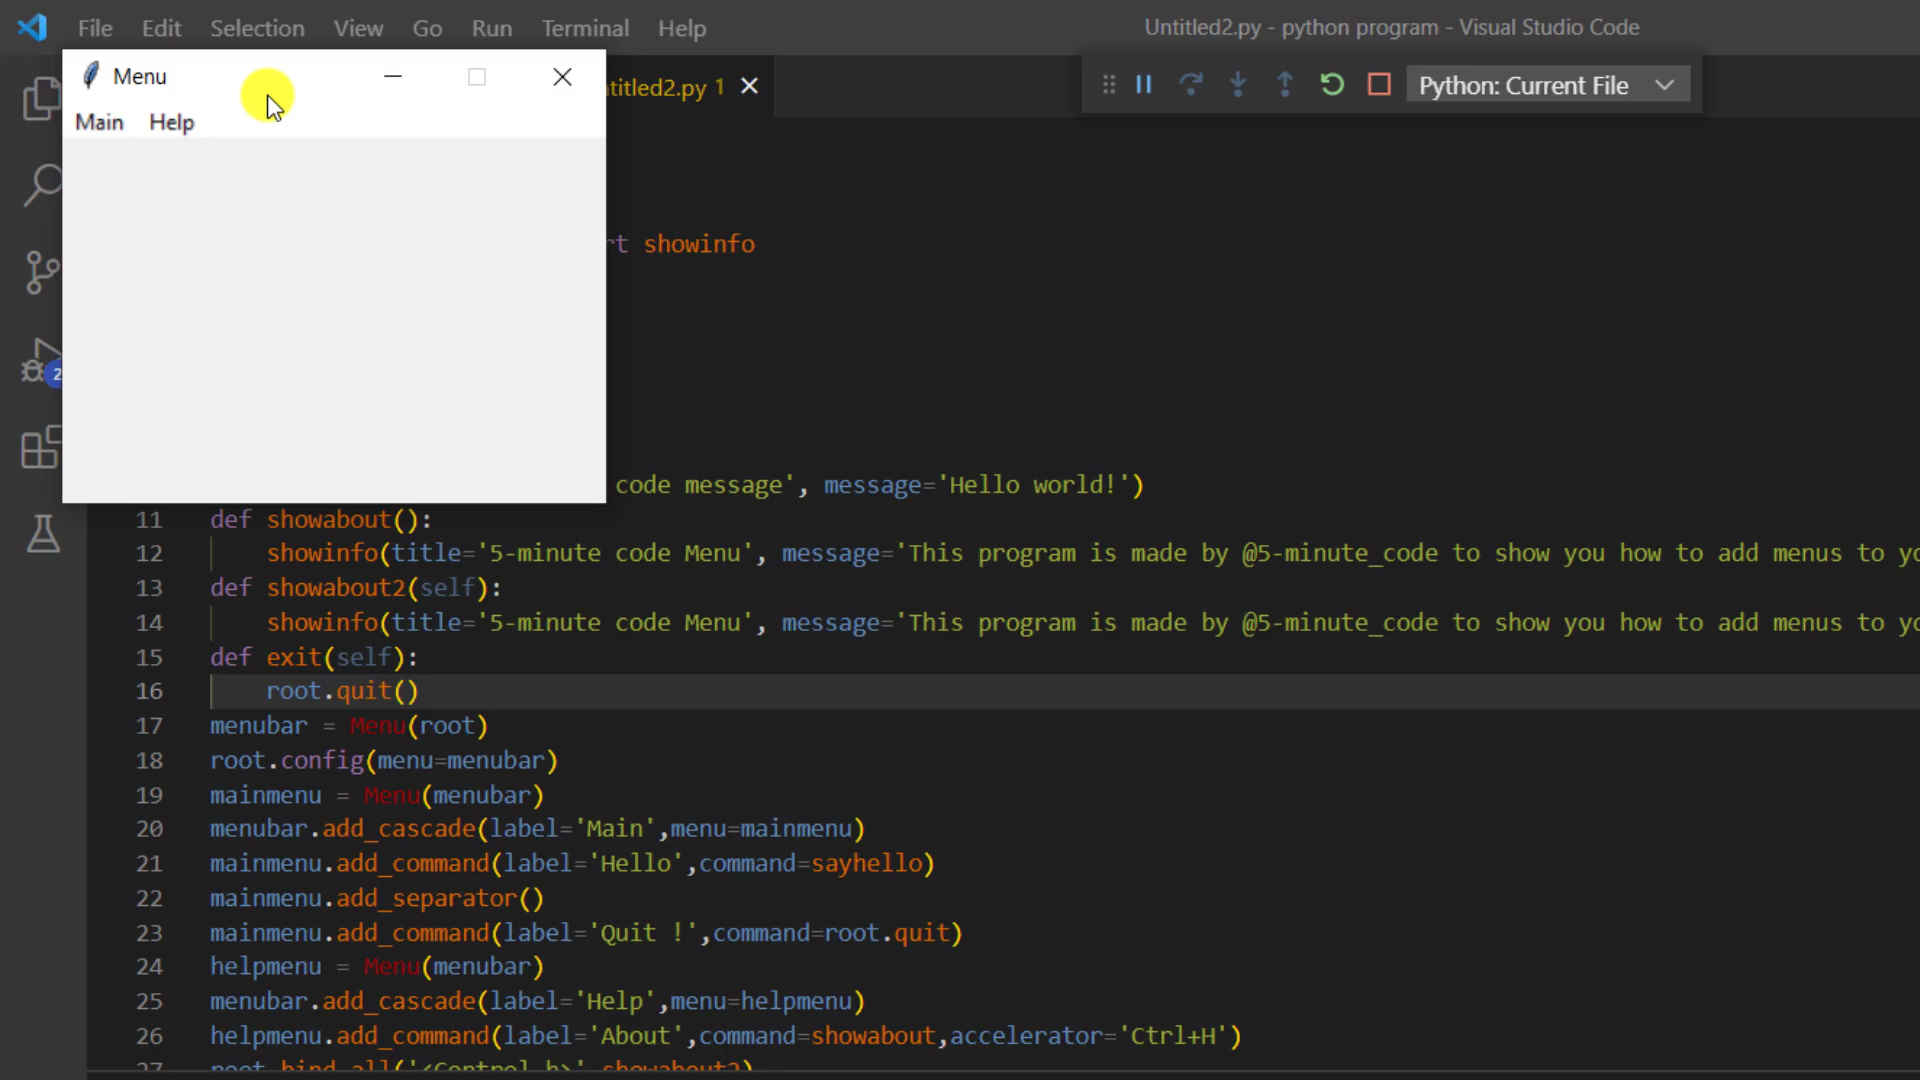 File Edit Selection View Go Run Terminal Help
Untitled2.py - python program - Visual Studio Code
Menu
Main Help
titled2.py 1
Python: Current File
showinfo
2
code message', message='Hello world!')
11 def showabout():
12 showinfo(title='5-minute code Menu', message='This program is made by @5-minute_code to show you how to add menus to yo
13 def showabout2(self):
14 showinfo(title='5-minute code Menu', message='This program is made by @5-minute_code to show you how to add menus to yo
15 def exit(self):
16 root.quit()
17 menubar = Menu(root)
18 root.config(menu=menubar)
19 mainmenu = Menu(menubar)
20 menubar.add_cascade(label='Main',menu=mainmenu)
21 mainmenu.add_command(label='Hello',command=sayhello)
22 mainmenu.add_separator()
23 mainmenu.add_command(label='Quit !',command=root.quit)
24 helpmenu = Menu(menubar)
25 menubar.add_cascade(label='Help',menu=helpmenu)
26 helpmenu.add_command(label='About',command=showabout,accelerator='Ctrl+H')
27 root.bind_all('<Control-h>',showabout2)